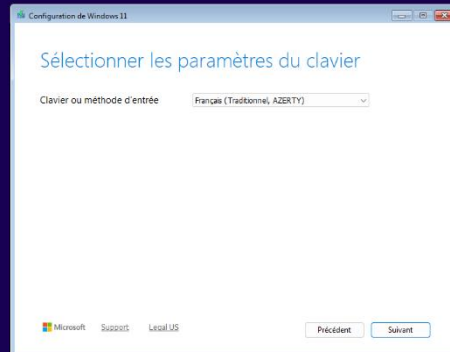 Configuration de Windows 11
Sélectionner les paramètres du clavier
Clavier ou méthode d'entrée Français (Traditionnel, AZERTY)
Microsoft Support Legal US Précédent Suivant